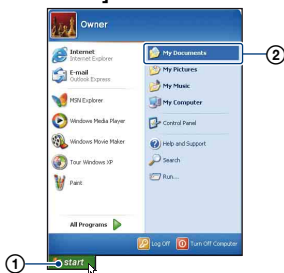 Owner
Internet
Internet Explorer
E-mail
Outlook Express
MSN Explorer
Windows Media Player
Windows Movie Maker
Tour Windows XP
Paint
All Programs
My Documents
My Pictures
My Music
My Computer
Control Panel
Help and Support
Search
Run...
Log Off
Turn Off Computer
start
①
②